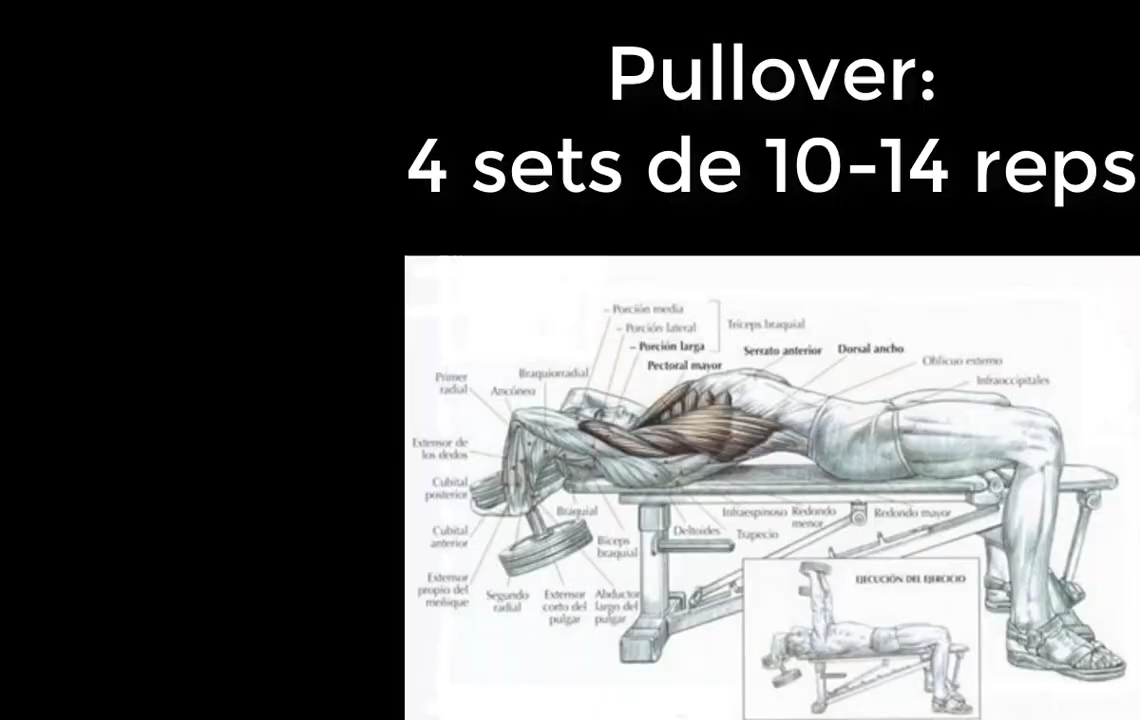 Pullover:
4 sets de 10-14 reps
Porción media
Porción lateral
Porción larga
Tríceps braquial
Pectoral mayor
Serrato anterior
Dorsal ancho
Oblicuo externo
Infraoccipitales
Primer
radial
Ancóneo
Braquiorradial
Extensor de
los dedos
Cubital
posterior
Cubital
anterior
Extensor
propio del
meñique
Segundo
radial
Extensor
corto del
pulgar
Abductor
largo del
pulgar
Braquial
Bíceps
braquial
Deltoides
Trapecio
Infraespinoso
Redondo
menor
Redondo mayor
EJECUCIÓN DEL EJERCICIO